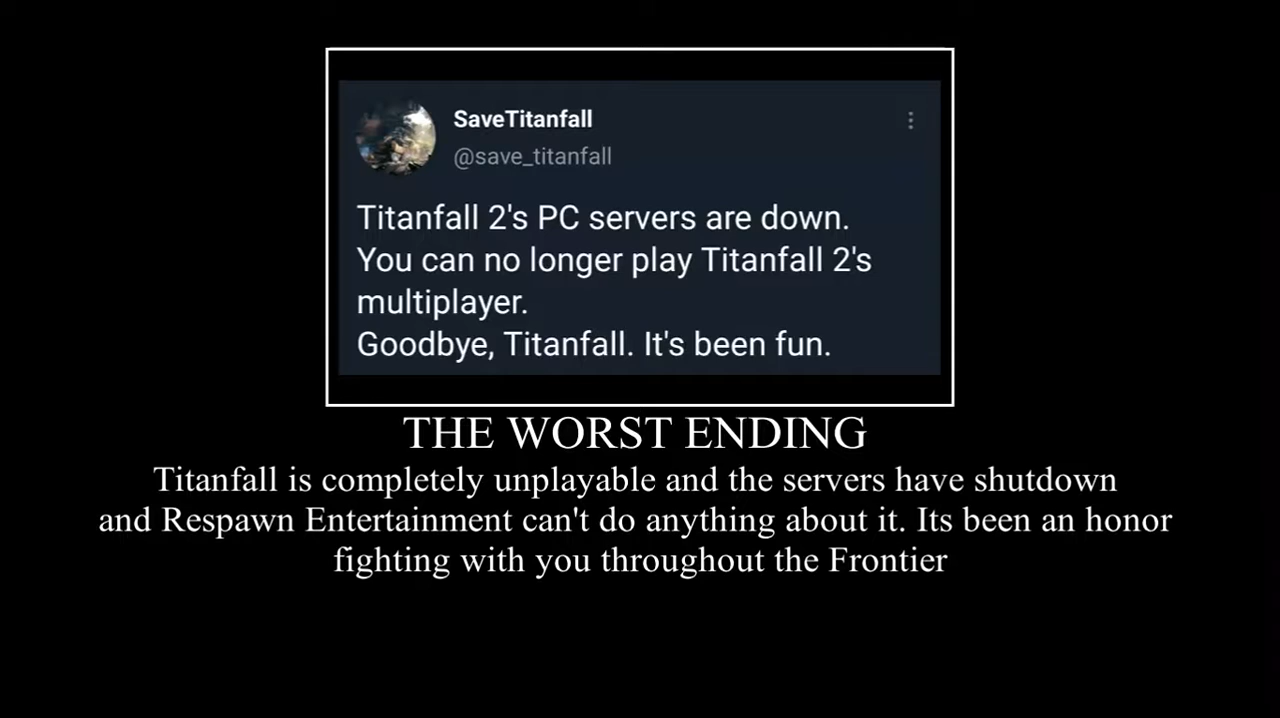 SaveTitanfall
@save_titanfall
Titanfall 2's PC servers are down.
You can no longer play Titanfall 2's
multiplayer.
Goodbye, Titanfall. It's been fun.
THE WORST ENDING
Titanfall is completely unplayable and the servers have shutdown
and Respawn Entertainment can't do anything about it. Its been an honor
fighting with you throughout the Frontier